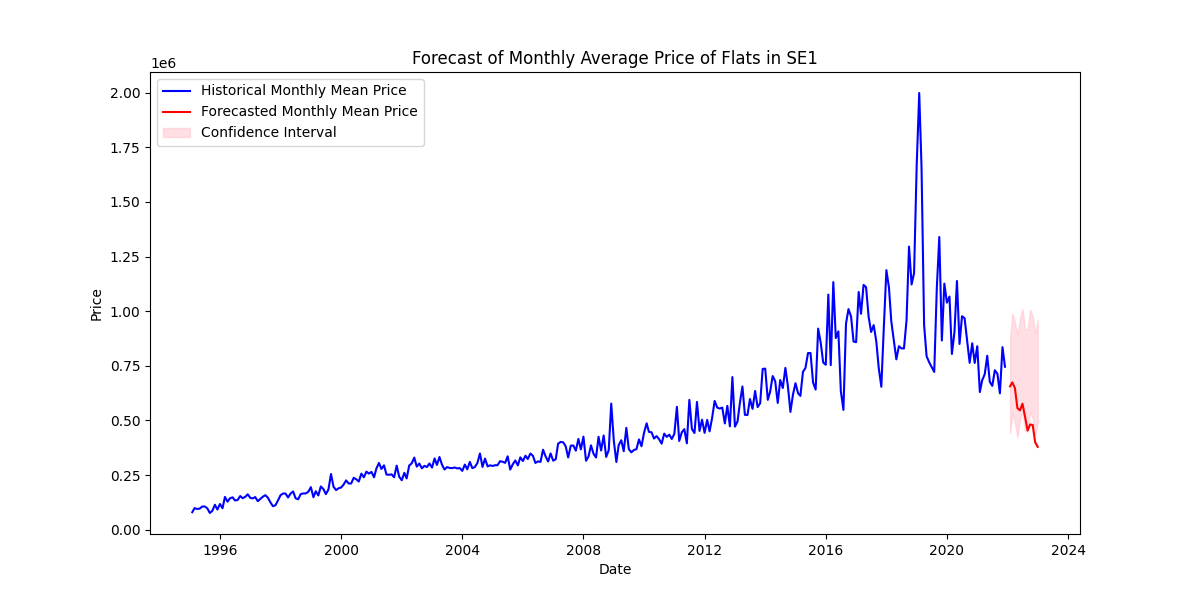 Forecast of Monthly Average Price of Flats in SE1
1e6
Historical Monthly Mean Price
Forecasted Monthly Mean Price
Confidence Interval
2.00
1.75
1.50
1.25
1.00
0.75
0.50
0.25
0.00
Price
1996 2000 2004 2008 2012 2016 2020 2024
Date